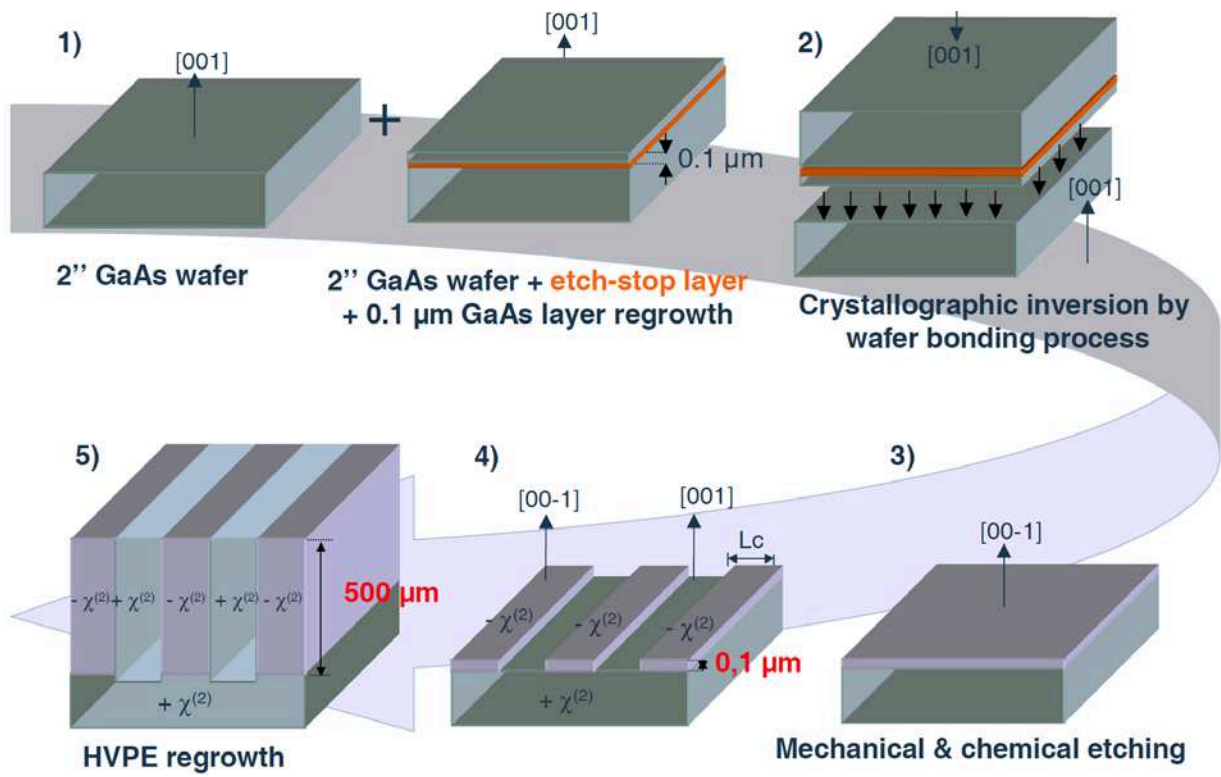 1)
[001]
+
[001]
0.1 µm
2'' GaAs wafer
2'' GaAs wafer + etch-stop layer
+ 0.1 µm GaAs layer regrowth
2)
[001]
[001]
Crystallographic inversion by
wafer bonding process
5)
- χ(2) + χ(2) - χ(2) + χ(2) - χ(2)
500 µm
+ χ(2)
HVPE regrowth
4)
[00-1]
[001]
Lc
- χ(2) - χ(2) - χ(2)
0,1 µm
+ χ(2)
3)
[00-1]
Mechanical & chemical etching